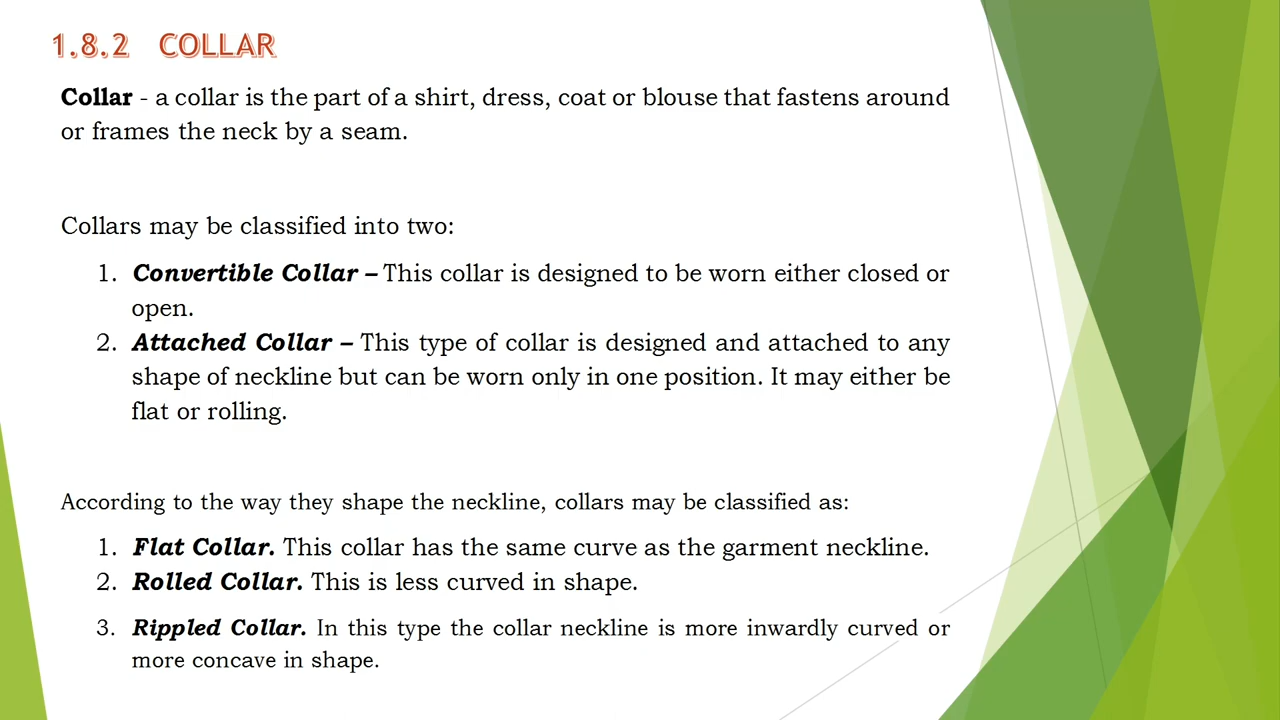 1.8.2 COLLAR
Collar - a collar is the part of a shirt, dress, coat or blouse that fastens around
or frames the neck by a seam.
Collars may be classified into two:
1. Convertible Collar – This collar is designed to be worn either closed or
open.
2. Attached Collar – This type of collar is designed and attached to any
shape of neckline but can be worn only in one position. It may either be
flat or rolling.
According to the way they shape the neckline, collars may be classified as:
1. Flat Collar. This collar has the same curve as the garment neckline.
2. Rolled Collar. This is less curved in shape.
3. Rippled Collar. In this type the collar neckline is more inwardly curved or
more concave in shape.